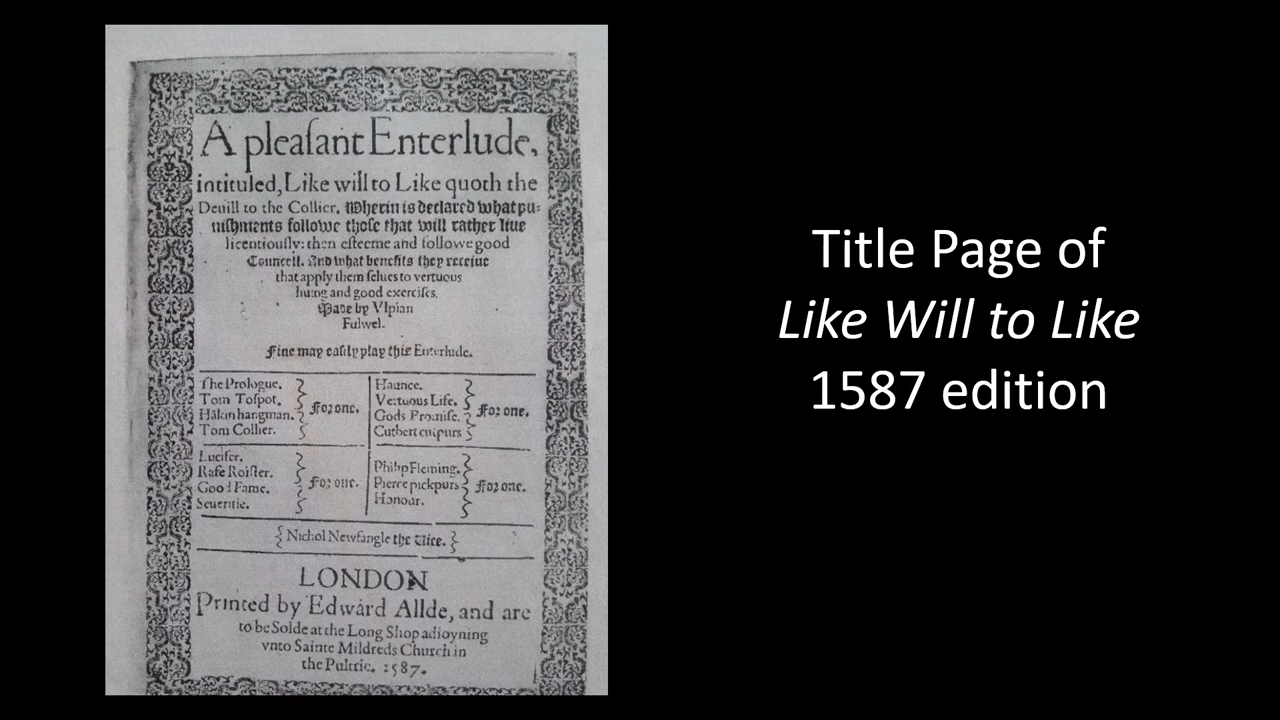 A pleaſant Enterlude,
intituled, Like will to Like quoth the
Deuill to the Collier. Wherin is declared what pu-
niſhments followe thoſe that will rather liue
licentiouſly: then eſteeme and followe good
Councell. And what benefits they receiue
that apply them ſelues to vertuous
liuing and good exerciſes.
Made by Vlpian
Fulwel.
Fiue may eaſily play this Enterlude.
The Prologue.
Tom Toſpot.
Hākin hangman.
Tom Collier.
For one.
Haunce.
Vertuous Life.
Gods Promiſe.
Cutbert cutpurs
For one.
Lucifer.
Rafe Roiſter.
Good Fame.
Seueritie.
For one.
Philip Fleming.
Pierce pickpurs
Honour.
For one.
Nichol Newfangle the Vice.
LONDON
Printed by Edward Allde, and are
to be Solde at the Long Shop adioyning
vnto Sainte Mildreds Church in
the Pultrie. 1587.
Title Page of
Like Will to Like
1587 edition